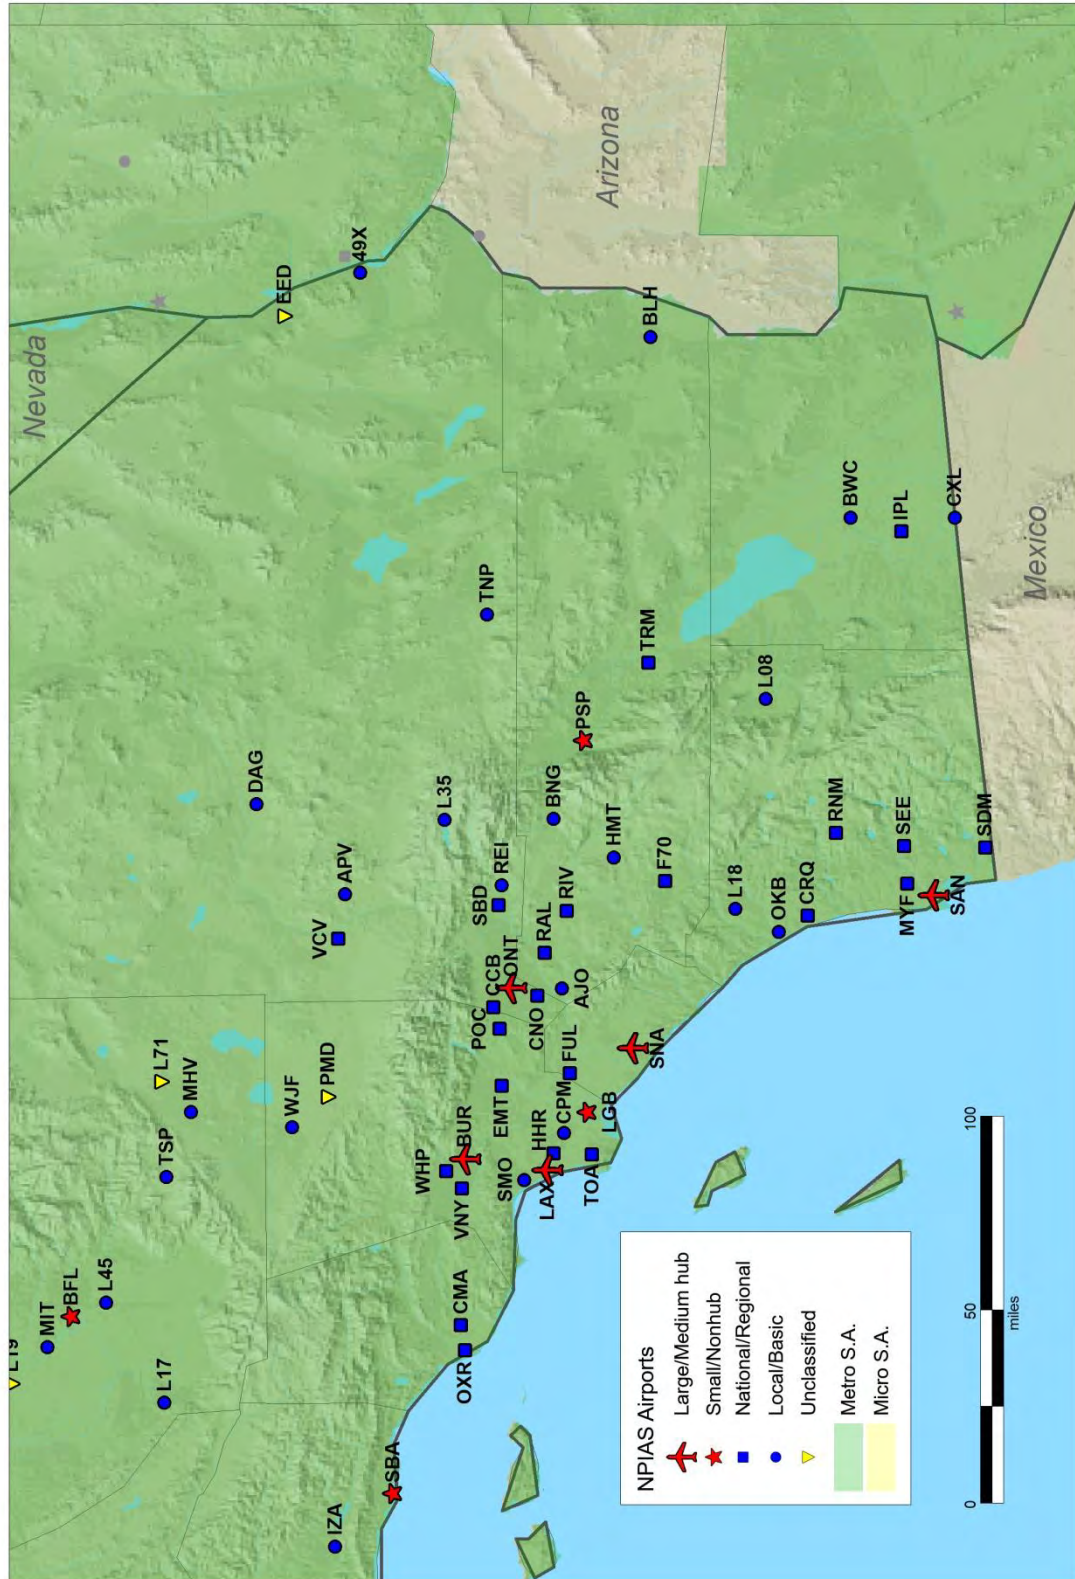 Nevada
Arizona
Mexico
L19
MIT
BFL
L45
L17
TSP
L71
MHV
WJF
PMD
DAG
VCV
APV
EED
49X
IZA
SBA
OXR
CMA
WHP
VNY
BUR
SMO
EMT
LAX
HHR
CPM
TOA
LGB
FUL
POC
CCB
ONT
CNO
AJO
SNA
SBD
REI
RAL
RIV
L35
BNG
HMT
F70
PSP
TNP
TRM
BLH
L18
OKB
CRQ
L08
RNM
MYF
SEE
SAN
SDM
BWC
IPL
CXL
NPIAS Airports
Large/Medium hub
Small/Nonhub
National/Regional
Local/Basic
Unclassified
Metro S.A.
Micro S.A.
0 50 100
miles